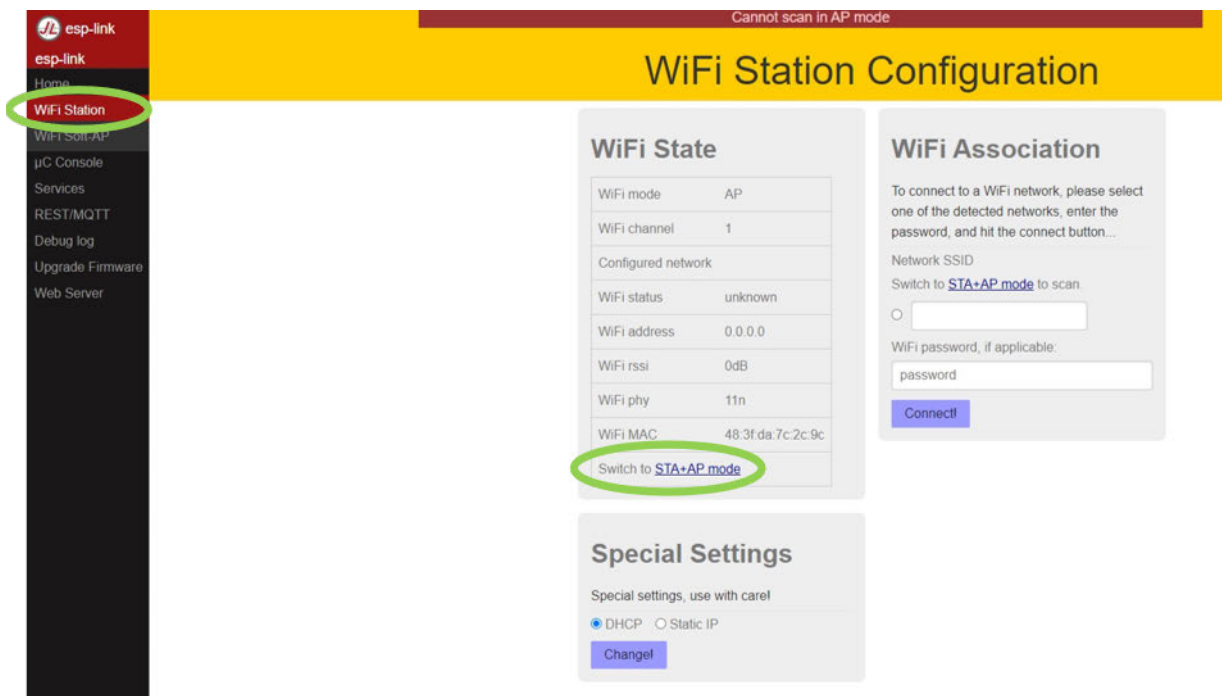 esp-link
esp-link
Home
WiFi Station
WiFi Soft-AP
µC Console
Services
REST/MQTT
Debug log
Upgrade Firmware
Web Server
Cannot scan in AP mode
WiFi Station Configuration
WiFi State
WiFi mode AP
WiFi channel 1
Configured network
WiFi status unknown
WiFi address 0.0.0.0
WiFi rssi 0dB
WiFi phy 11n
WiFi MAC 48:3f:da:7c:2c:9c
Switch to STA+AP mode
WiFi Association
To connect to a WiFi network, please select
one of the detected networks, enter the
password, and hit the connect button...
Network SSID
Switch to STA+AP mode to scan.
WiFi password, if applicable:
password
Connect!
Special Settings
Special settings, use with care!
DHCP Static IP
Change!